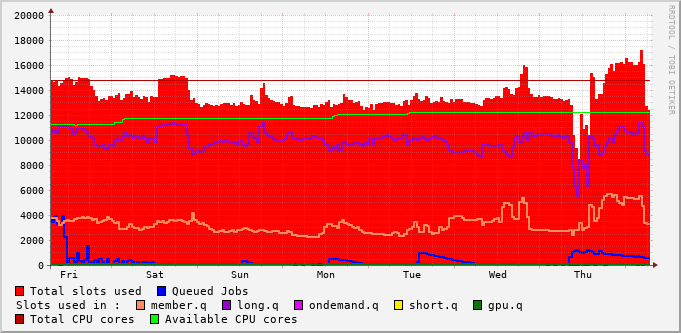 20000
18000
16000
14000
12000
10000
8000
6000
4000
2000
0
Fri Sat Sun Mon Tue Wed Thu
RRDTOOL / TOBI OETIKER
Total slots used Queued Jobs
Slots used in : member.q long.q ondemand.q short.q gpu.q
Total CPU cores Available CPU cores